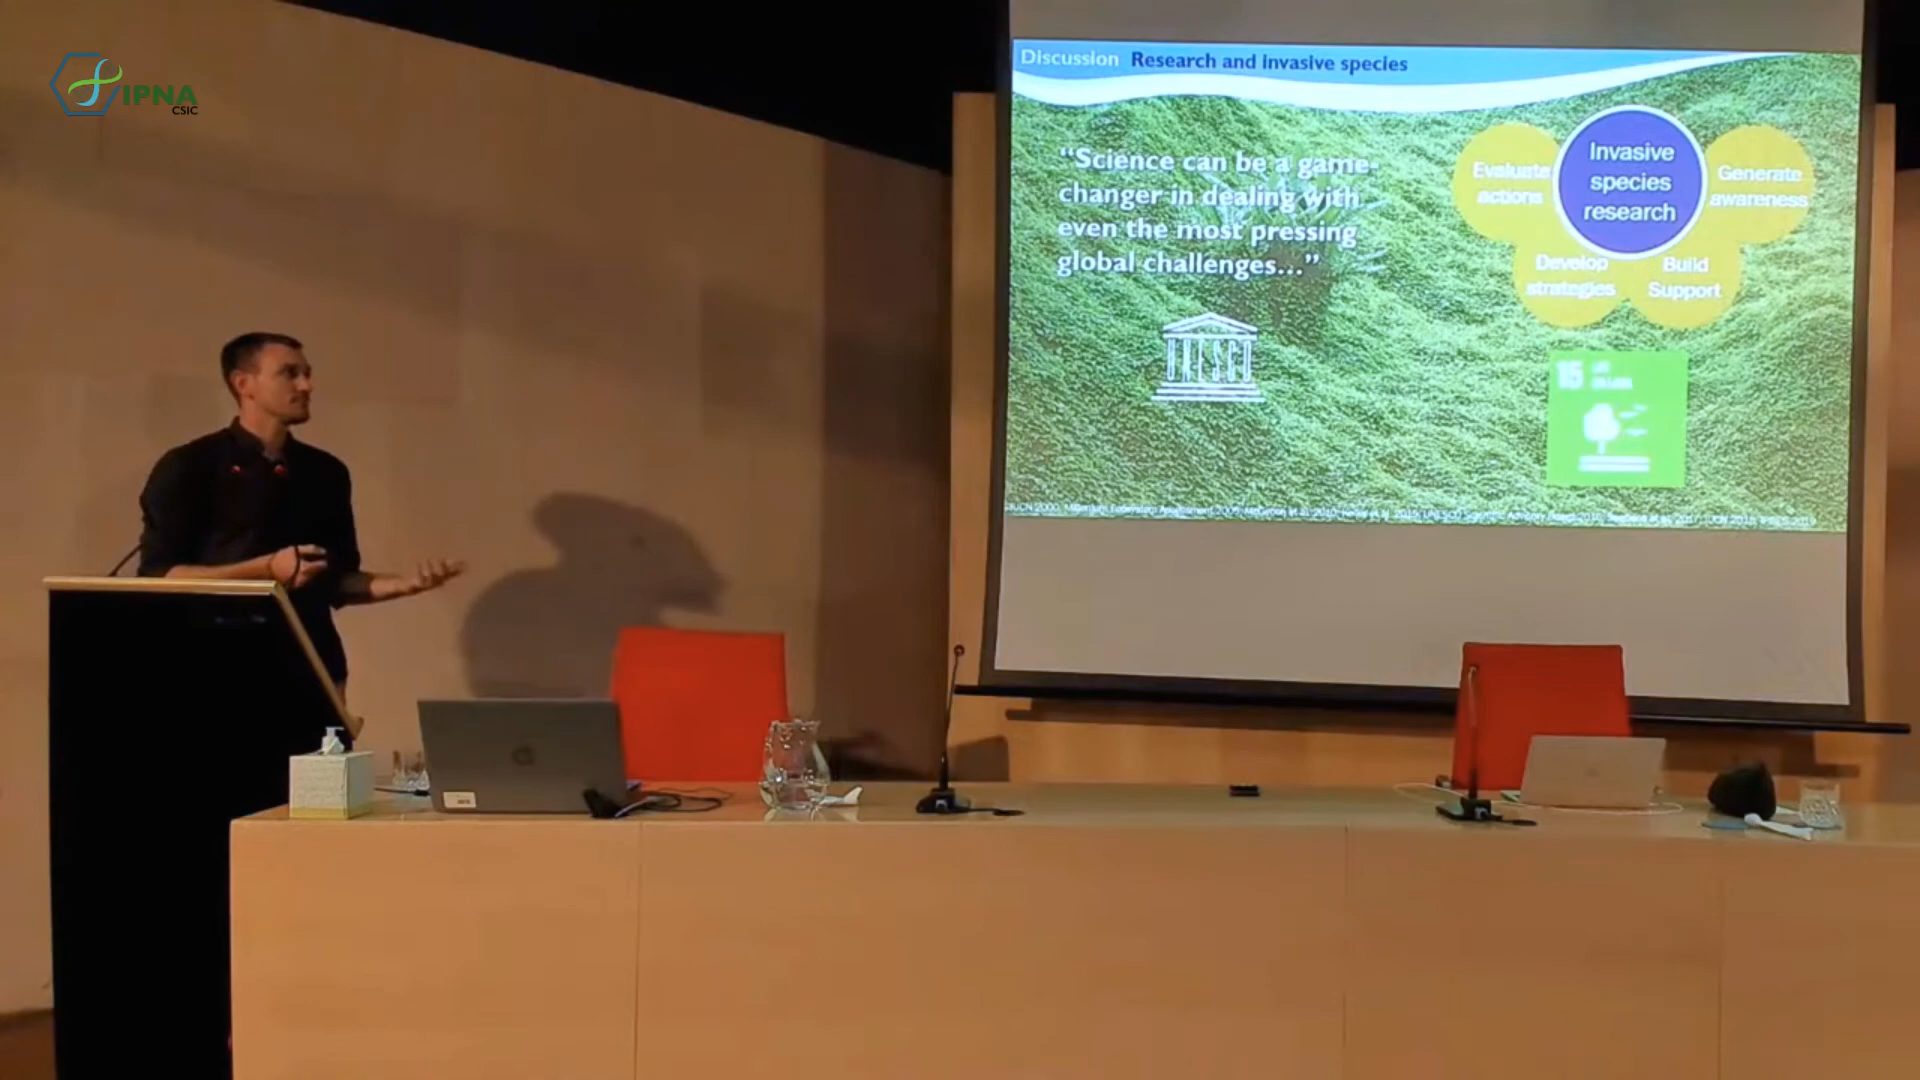 IPNA
CSIC
Discussion Research and invasive species
“Science can be a game-
changer in dealing with
even the most pressing
global challenges...”
UNESCO
Evaluate
actions
Invasive
species
research
Generate
awareness
Develop
strategies
Build
Support
15